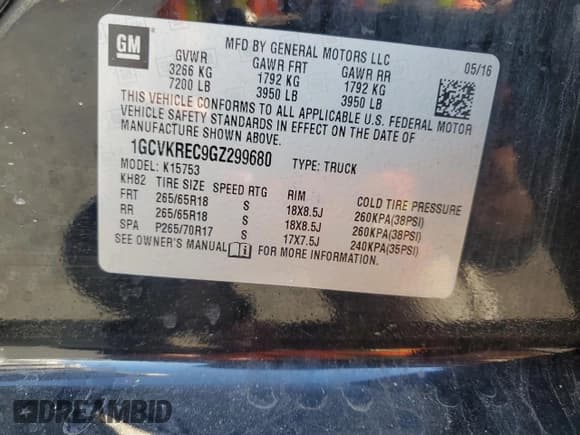 GM
MFD BY GENERAL MOTORS LLC
05/16
GVWR GAWR FRT GAWR RR
3266 KG 1792 KG 1792 KG
7200 LB 3950 LB 3950 LB
THIS VEHICLE CONFORMS TO ALL APPLICABLE U.S. FEDERAL MOTOR
VEHICLE SAFETY STANDARDS IN EFFECT ON THE DATE OF
MANUFACTURE SHOWN ABOVE.
1GCVKREC9GZ299680 TYPE: TRUCK
MODEL: K15753
KH82 TIRE SIZE SPEED RTG RIM COLD TIRE PRESSURE
FRT 265/65R18 S 18X8.5J 260KPA(38PSI)
RR 265/65R18 S 18X8.5J 260KPA(38PSI)
SPA P265/70R17 S 17X7.5J 240KPA(35PSI)
SEE OWNER'S MANUAL FOR MORE INFORMATION.
DREAMBID